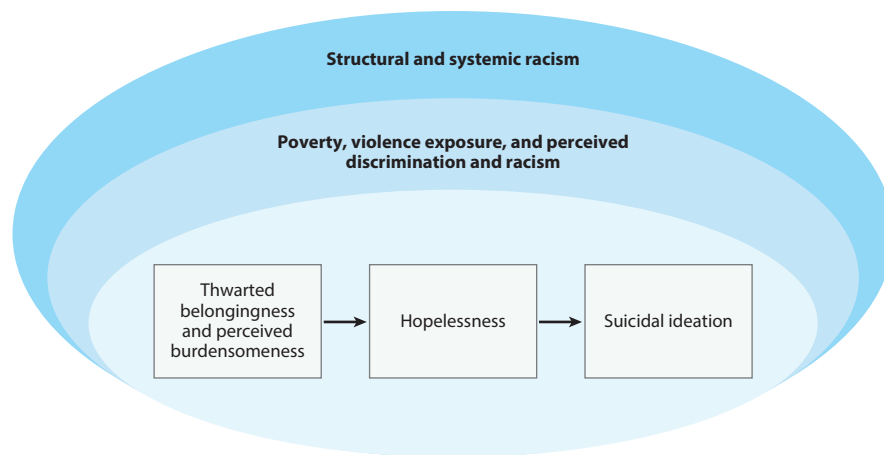 Structural and systemic racism
Poverty, violence exposure, and perceived
discrimination and racism
Thwarted
belongingness
and perceived
burdensomeness
Hopelessness
Suicidal ideation